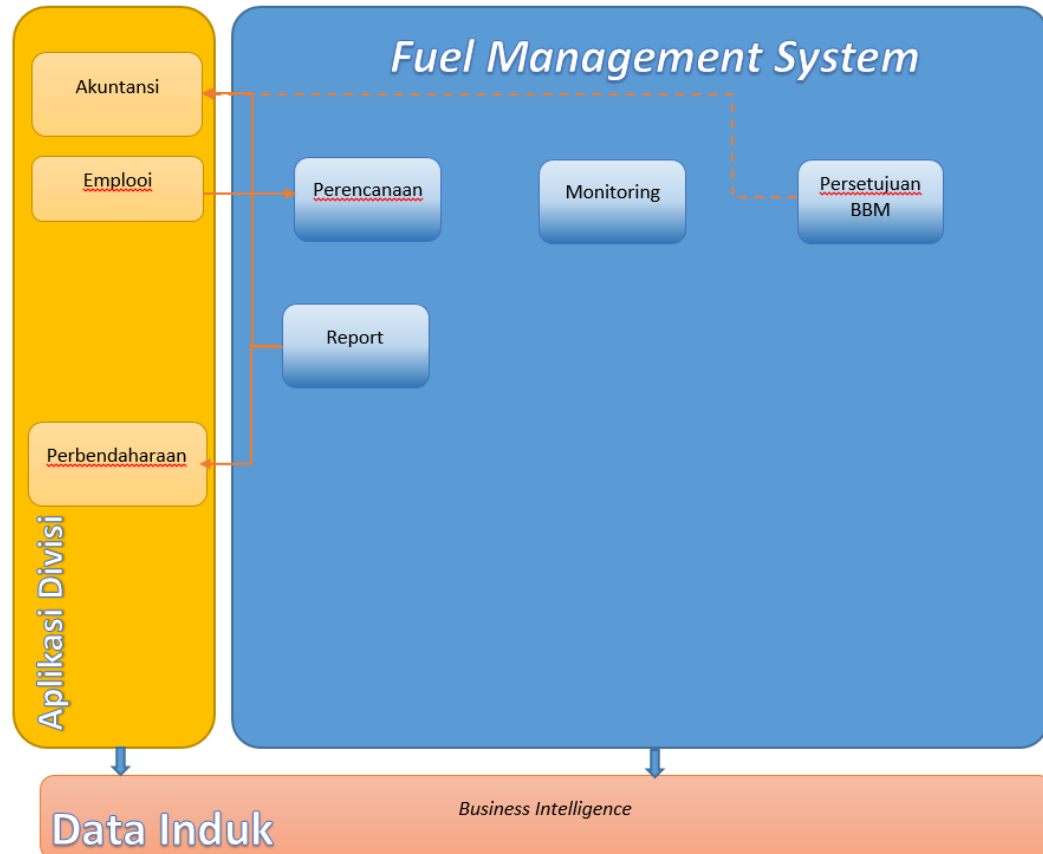 Fuel Management System
Akuntansi
Emplooi
Perencanaan
Monitoring
Persetujuan
BBM
Report
Perbendaharaan
Aplikasi Divisi
Business Intelligence
Data Induk